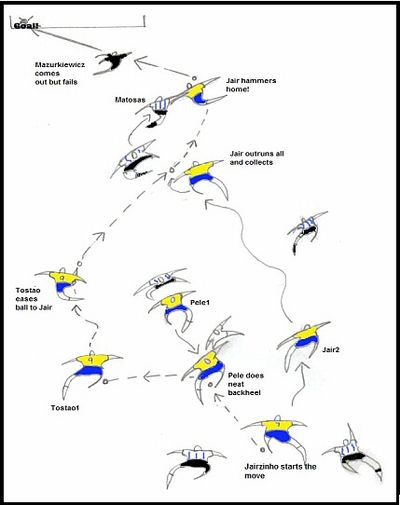 Goal!
Mazurkiewicz
comes
out but fails
Jair hammers
home!
Matosas
Jair outruns all
and collects
Tostao
eases
ball to Jair
Pele1
Jair2
Tostao1
Pele does
neat
backheel
Jairzinho starts the
move